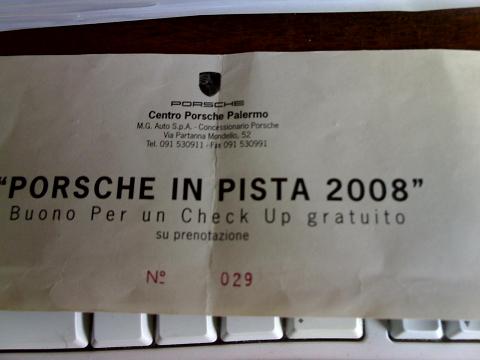 PORSCHE
Centro Porsche Palermo
M.G. Auto S.p.A. - Concessionario Porsche
Via Partanna Mondello, 52
Tel. 091 530911 - Fax 091 530991
"PORSCHE IN PISTA 2008"
Buono Per un Check Up gratuito
su prenotazione
Nº 029